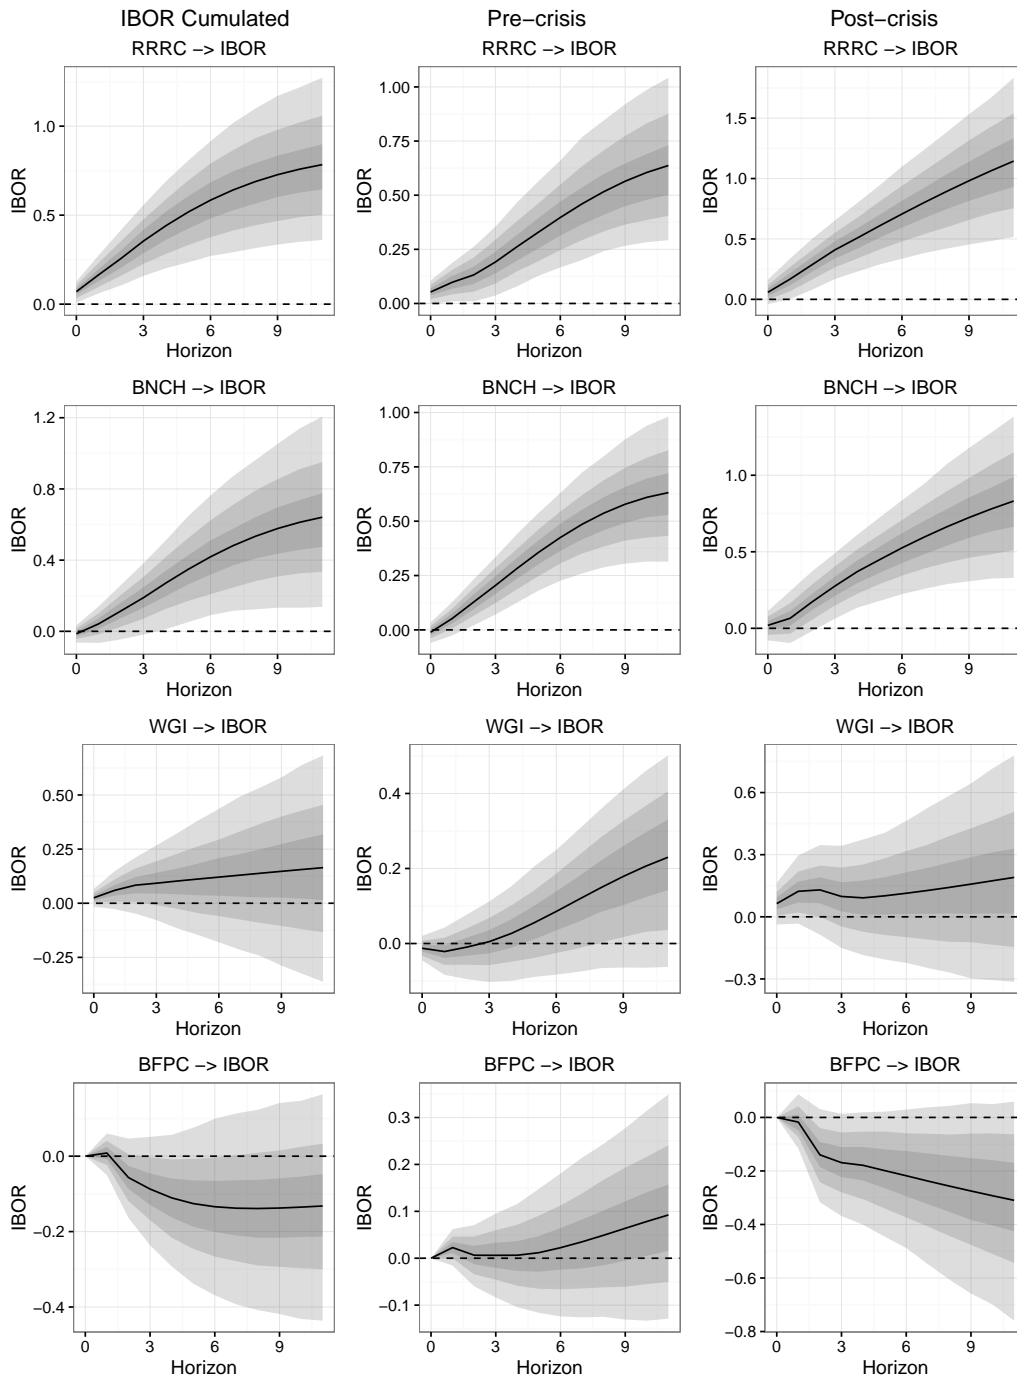 IBOR Cumulated Pre−crisis Post−crisis
RRRC −> IBOR RRRC −> IBOR RRRC −> IBOR
1.0
0.5
0.0
IBOR
0 3 6 9
Horizon
1.00
0.75
0.50
0.25
0.00
IBOR
0 3 6 9
Horizon
1.5
1.0
0.5
0.0
IBOR
0 3 6 9
Horizon
BNCH −> IBOR BNCH −> IBOR BNCH −> IBOR
1.2
0.8
0.4
0.0
IBOR
0 3 6 9
Horizon
1.00
0.75
0.50
0.25
0.00
IBOR
0 3 6 9
Horizon
1.0
0.5
0.0
IBOR
0 3 6 9
Horizon
WGI −> IBOR WGI −> IBOR WGI −> IBOR
0.50
0.25
0.00
−0.25
IBOR
0 3 6 9
Horizon
0.4
0.2
0.0
IBOR
0 3 6 9
Horizon
0.6
0.3
0.0
−0.3
IBOR
0 3 6 9
Horizon
BFPC −> IBOR BFPC −> IBOR BFPC −> IBOR
0.0
−0.2
−0.4
IBOR
0 3 6 9
Horizon
0.3
0.2
0.1
0.0
−0.1
IBOR
0 3 6 9
Horizon
0.0
−0.2
−0.4
−0.6
−0.8
IBOR
0 3 6 9
Horizon